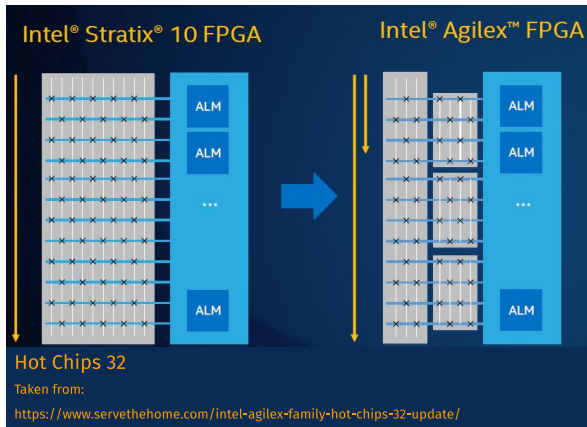 Intel® Stratix® 10 FPGA
Intel® Agilex™ FPGA
ALM
ALM
...
ALM
ALM
ALM
...
ALM
Hot Chips 32
Taken from:
https://www.servethehome.com/intel-agilex-family-hot-chips-32-update/